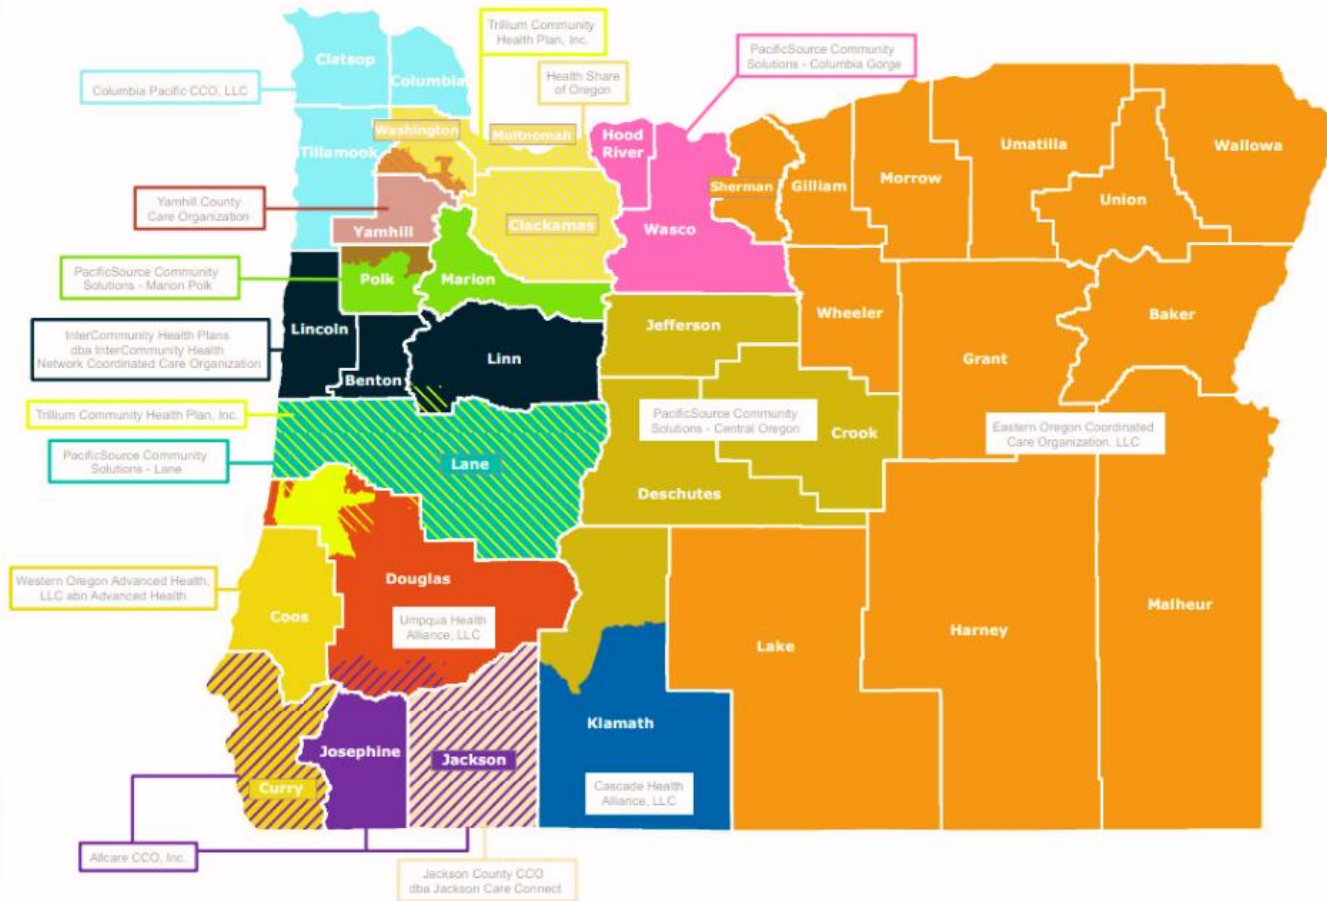 Trillium Community
Health Plan, Inc.
PacificSource Community
Solutions - Columbia Gorge
Clatsop
Columbia
Columbia Pacific CCO, LLC
Health Share
of Oregon
Washington
Multnomah
Hood
River
Tillamook
Umatilla
Wallowa
Morrow
Sherman
Gilliam
Union
Yamhill County
Care Organization
Yamhill
Clackamas
Wasco
PacificSource Community
Solutions - Marion Polk
Polk
Marion
Lincoln
InterCommunity Health Plans
dba InterCommunity Health
Network Coordinated Care Organization
Jefferson
Wheeler
Baker
Linn
Grant
Benton
Trillium Community Health Plan, Inc.
PacificSource Community
Solutions - Central Oregon
Crook
Eastern Oregon Coordinated
Care Organization, LLC
PacificSource Community
Solutions - Lane
Lane
Deschutes
Western Oregon Advanced Health,
LLC abn Advanced Health
Douglas
Coos
Umpqua Health
Alliance, LLC
Malheur
Harney
Lake
Klamath
Josephine
Jackson
Curry
Cascade Health
Alliance, LLC
Allcare CCO, Inc.
Jackson County CCO
dba Jackson Care Connect